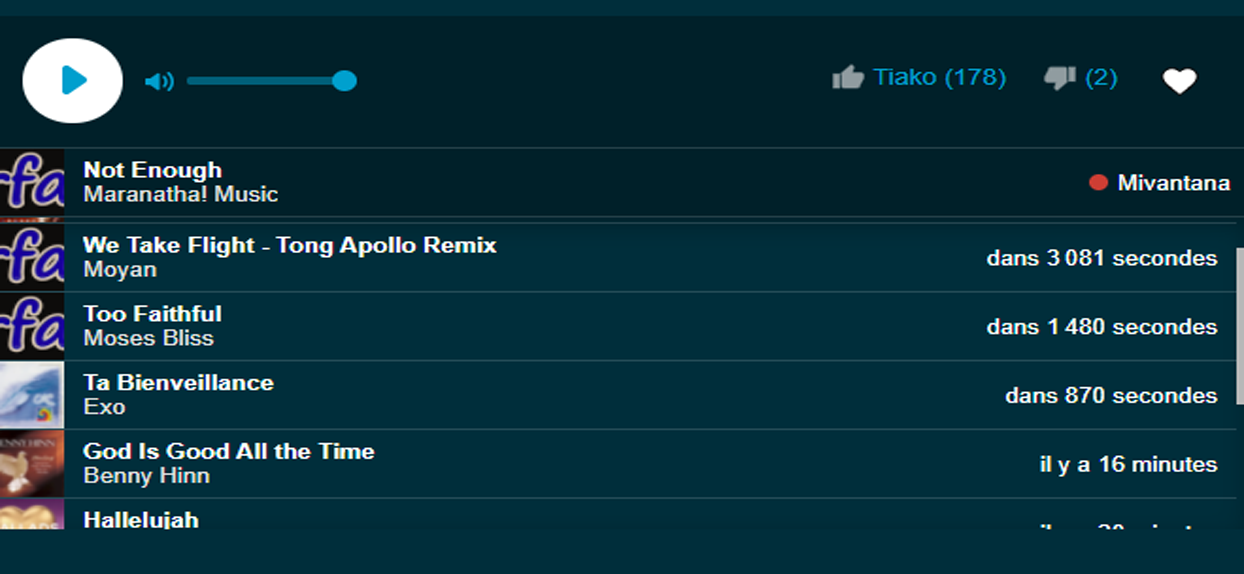 Tiako (178)
(2)
Not Enough
Maranatha! Music
Mivantana
We Take Flight - Tong Apollo Remix
Moyan
dans 3 081 secondes
Too Faithful
Moses Bliss
dans 1 480 secondes
Ta Bienveillance
Exo
dans 870 secondes
God Is Good All the Time
Benny Hinn
il y a 16 minutes
Hallelujah